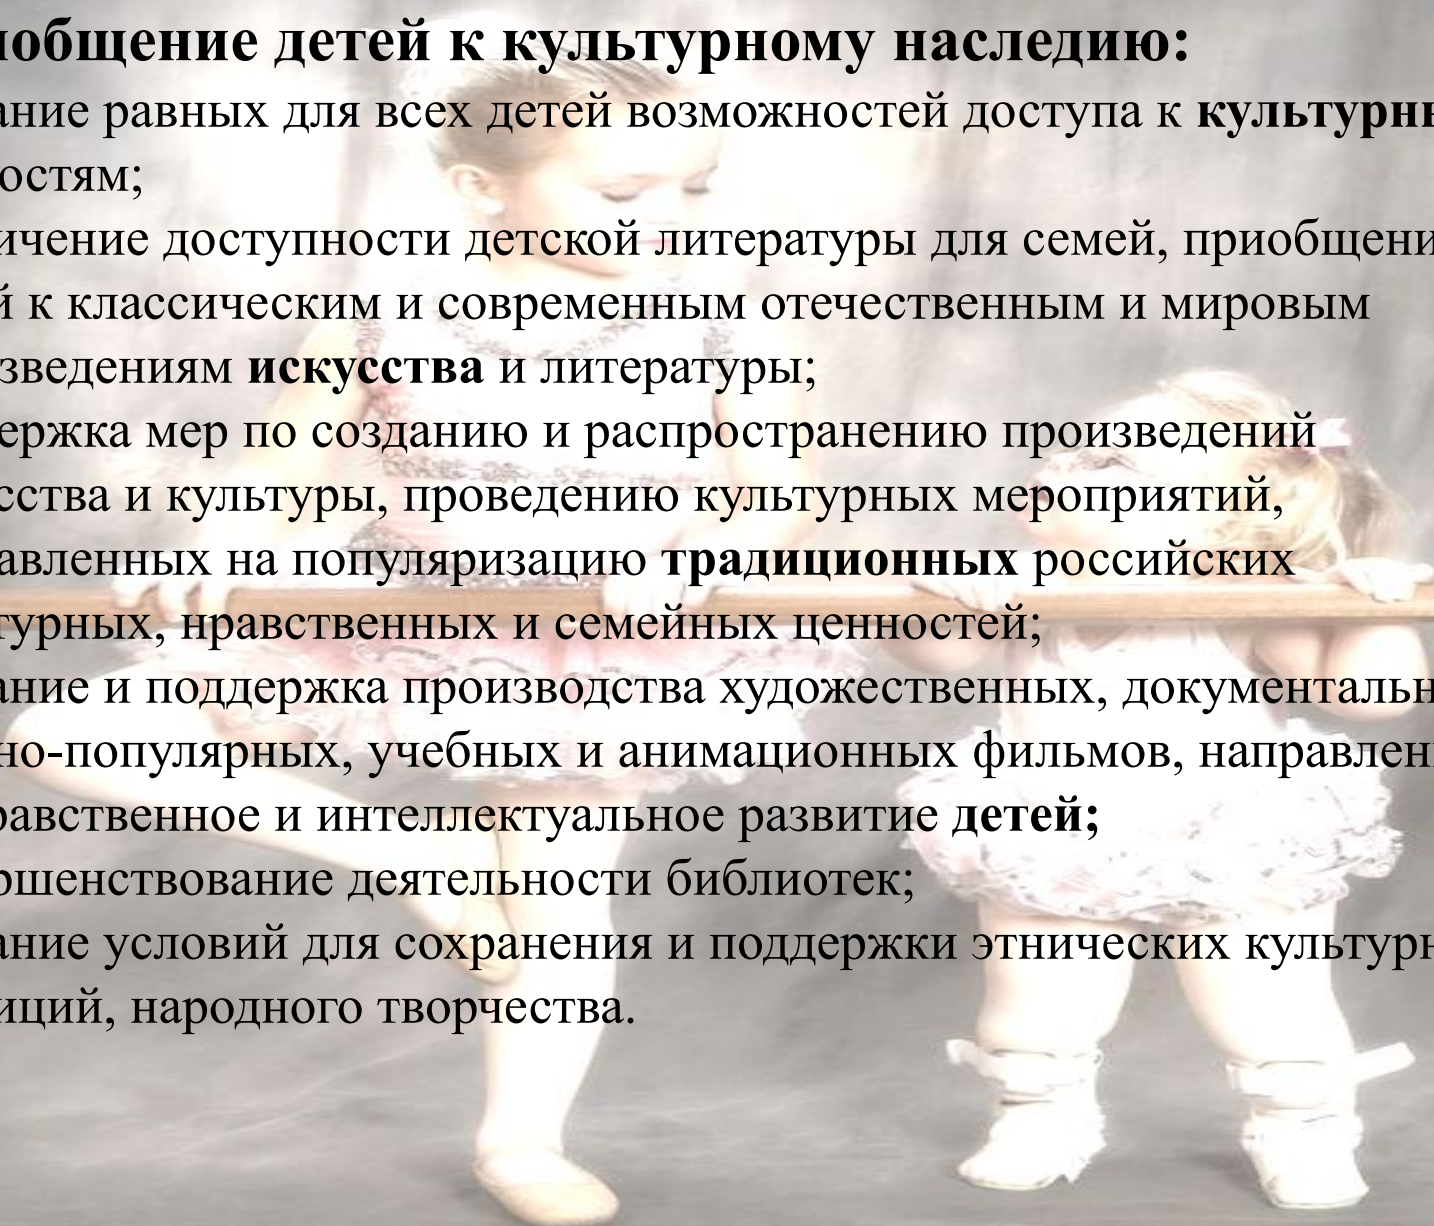 иобщение детей к культурному наследию:
ание равных для всех детей возможностей доступа к культурны
остям;
ичение доступности детской литературы для семей, приобщени
й к классическим и современным отечественным и мировым
зведениям искусства и литературы;
ержка мер по созданию и распространению произведений
сства и культуры, проведению культурных мероприятий,
авленных на популяризацию традиционных российских
турных, нравственных и семейных ценностей;
ание и поддержка производства художественных, документальн
но-популярных, учебных и анимационных фильмов, направлен
равственное и интеллектуальное развитие детей;
ршенствование деятельности библиотек;
ание условий для сохранения и поддержки этнических культурн
иций, народного творчества.